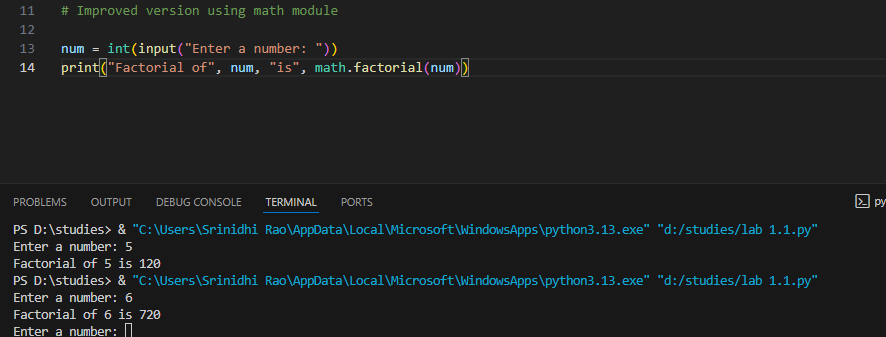 11 # Improved version using math module
12
13 num = int(input("Enter a number: "))
14 print("Factorial of", num, "is", math.factorial(num))
PROBLEMS OUTPUT DEBUG CONSOLE TERMINAL PORTS py
PS D:\studies> & "C:\Users\Srinidhi Rao\AppData\Local\Microsoft\WindowsApps\python3.13.exe" "d:/studies/lab 1.1.py"
Enter a number: 5
Factorial of 5 is 120
PS D:\studies> & "C:\Users\Srinidhi Rao\AppData\Local\Microsoft\WindowsApps\python3.13.exe" "d:/studies/lab 1.1.py"
Enter a number: 6
Factorial of 6 is 720
Enter a number: